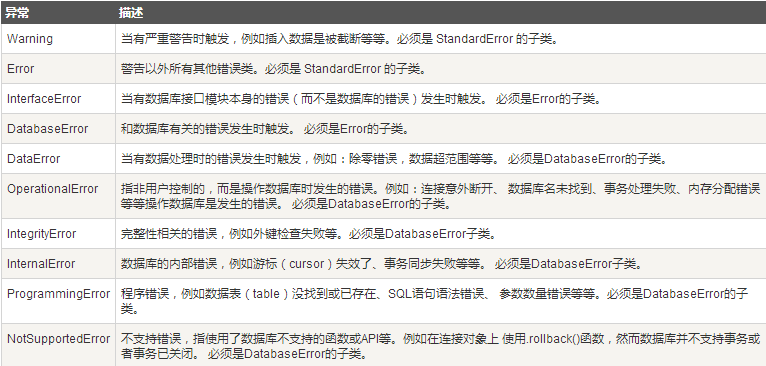 异常 描述
Warning 当有严重警告时触发，例如插入数据是被截断等等。必须是 StandardError 的子类。
Error 警告以外所有其他错误类。必须是 StandardError 的子类。
InterfaceError 当有数据库接口模块本身的错误（而不是数据库的错误）发生时触发。 必须是Error的子类。
DatabaseError 和数据库有关的错误发生时触发。 必须是Error的子类。
DataError 当有数据处理时的错误发生时触发，例如：除零错误，数据超范围等等。 必须是DatabaseError的子类。
OperationalError 指非用户控制的，而是操作数据库时发生的错误。例如：连接意外断开、 数据库名未找到、事务处理失败、内存分配错误
等等操作数据库是发生的错误。 必须是DatabaseError的子类。
IntegrityError 完整性相关的错误，例如外键检查失败等。必须是DatabaseError子类。
InternalError 数据库的内部错误，例如游标（cursor）失效了、事务同步失败等等。 必须是DatabaseError子类。
ProgrammingError 程序错误，例如数据表（table）没找到或已存在、SQL语句语法错误、 参数数量错误等等。必须是DatabaseError的子
类。
NotSupportedError 不支持错误，指使用了数据库不支持的函数或API等。例如在连接对象上 使用.rollback()函数，然而数据库并不支持事务或
者事务已关闭。 必须是DatabaseError的子类。